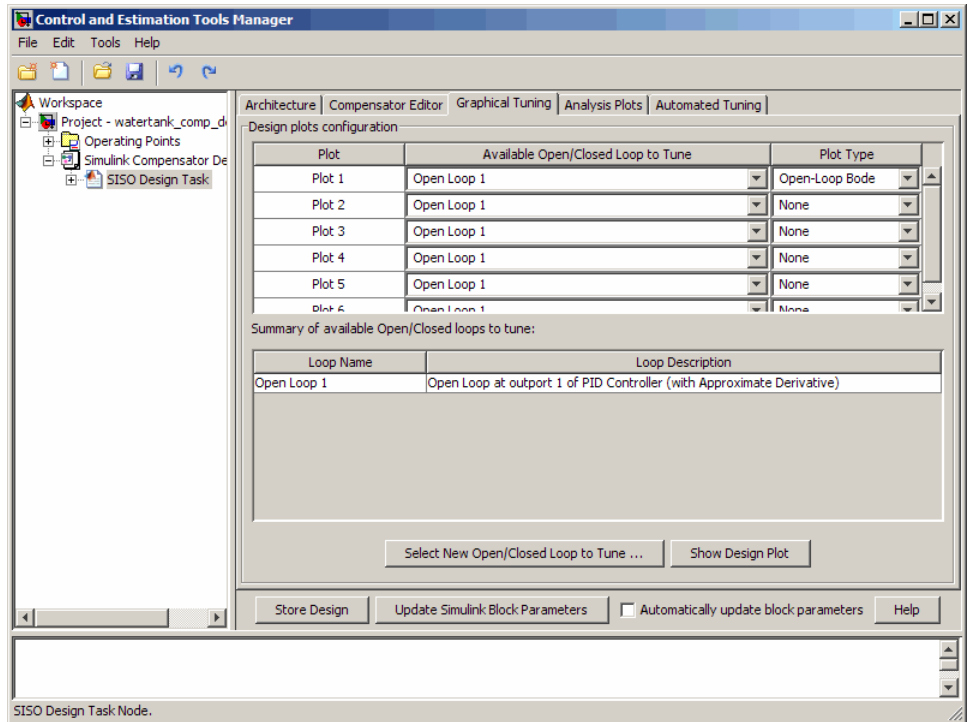 Control and Estimation Tools Manager
File Edit Tools Help
Workspace
Project - watertank_comp_d
Operating Points
Simulink Compensator De
SISO Design Task
Architecture Compensator Editor Graphical Tuning Analysis Plots Automated Tuning
Design plots configuration
Plot Available Open/Closed Loop to Tune Plot Type
Plot 1 Open Loop 1 Open-Loop Bode
Plot 2 Open Loop 1 None
Plot 3 Open Loop 1 None
Plot 4 Open Loop 1 None
Plot 5 Open Loop 1 None
Plot 6 Open Loop 1 None
Summary of available Open/Closed loops to tune:
Loop Name Loop Description
Open Loop 1 Open Loop at outport 1 of PID Controller (with Approximate Derivative)
Select New Open/Closed Loop to Tune ... Show Design Plot
Store Design Update Simulink Block Parameters Automatically update block parameters Help
SISO Design Task Node.